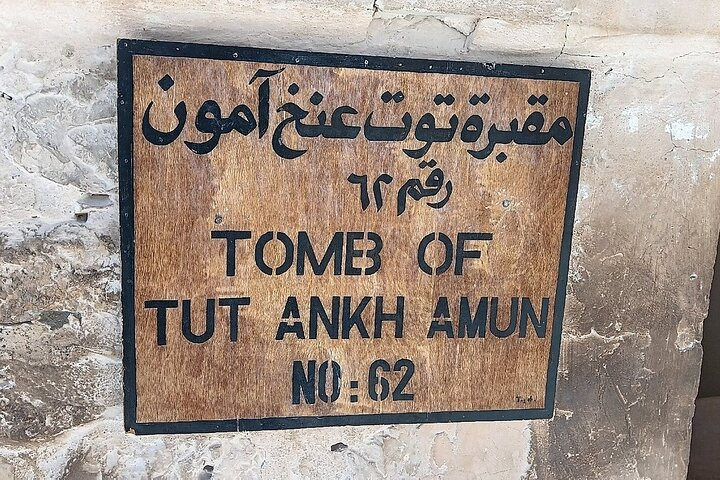 مقبرة توت عنخ آمون
رقم ٦٢
TOMB OF
TUT ANKH AMUN
NO: 62